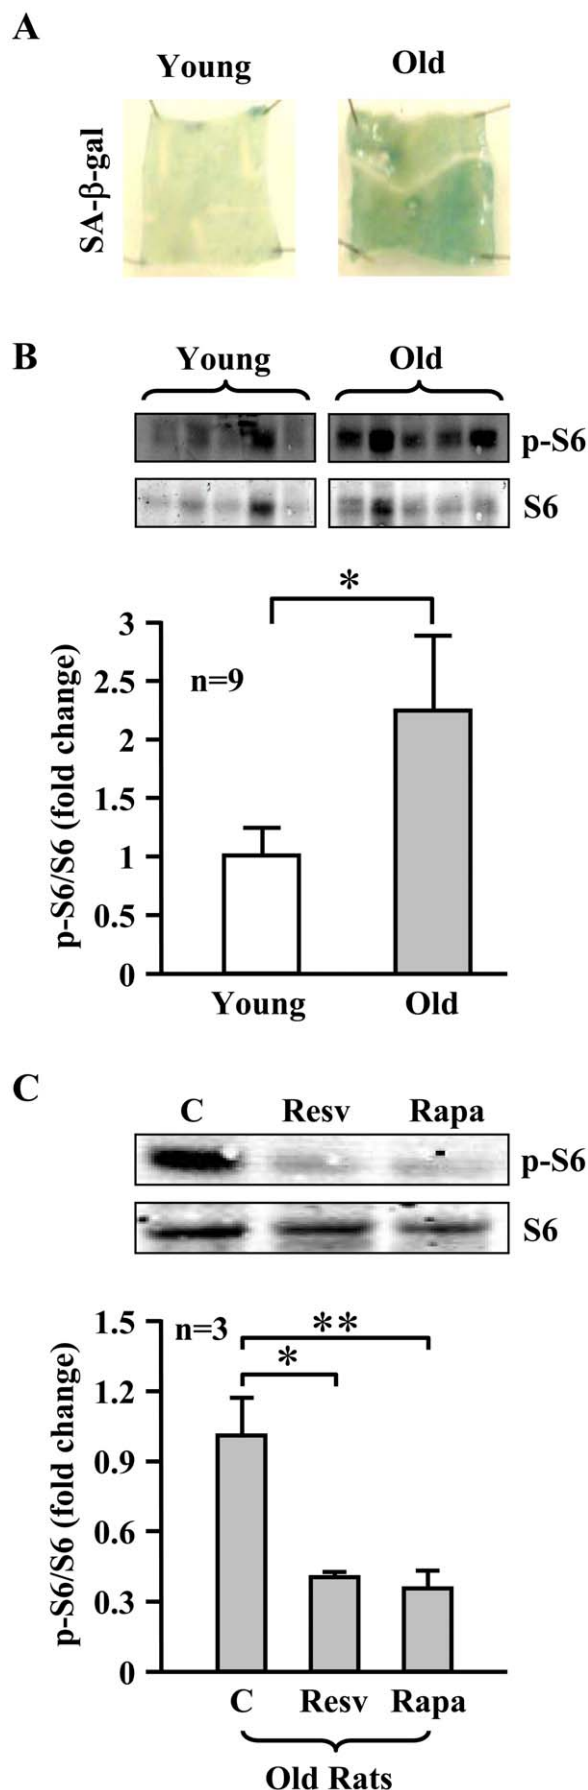 A
Young Old
SA-β-gal
B
Young Old
p-S6
S6
*
3
2.5
2
1.5
1
0.5
0
n=9
p-S6/S6 (fold change)
Young Old
C
C Resv Rapa
p-S6
S6
1.5
1.2
0.9
0.6
0.3
0
n=3
**
*
p-S6/S6 (fold change)
C Resv Rapa
Old Rats